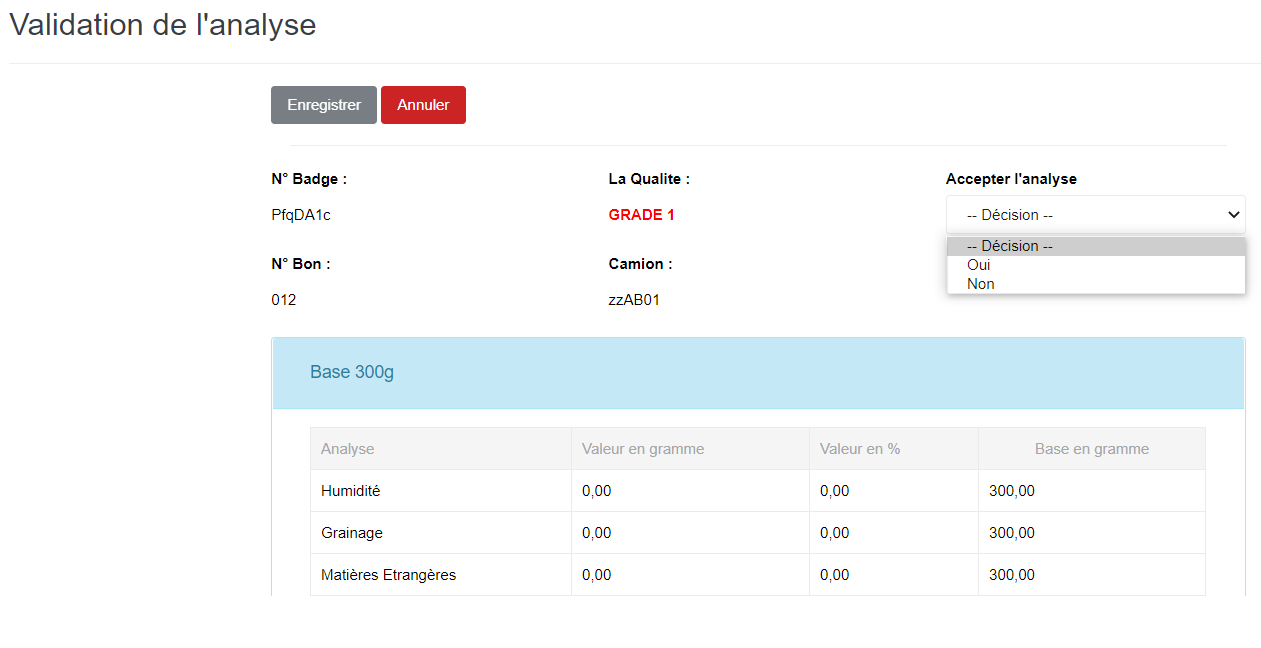 Validation de l'analyse
Enregistrer Annuler
N° Badge : La Qualite : Accepter l'analyse
PfqDA1c GRADE 1 -- Décision --
-- Décision --
N° Bon : Camion : Oui
Non
012 zzAB01
Base 300g
Analyse Valeur en gramme Valeur en % Base en gramme
Humidité 0,00 0,00 300,00
Grainage 0,00 0,00 300,00
Matières Etrangères 0,00 0,00 300,00